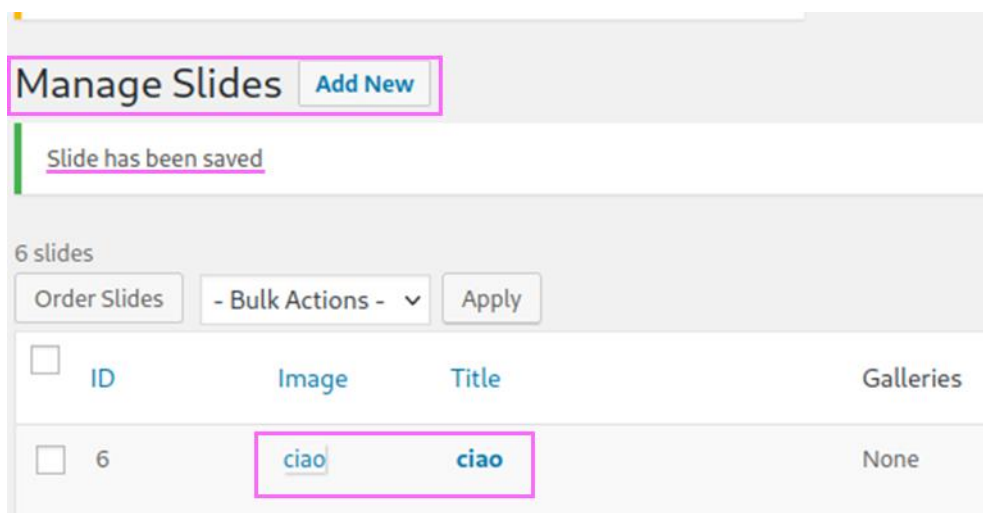 Manage Slides Add New
Slide has been saved
6 slides
Order Slides - Bulk Actions - Apply
ID Image Title Galleries
6 ciao ciao None